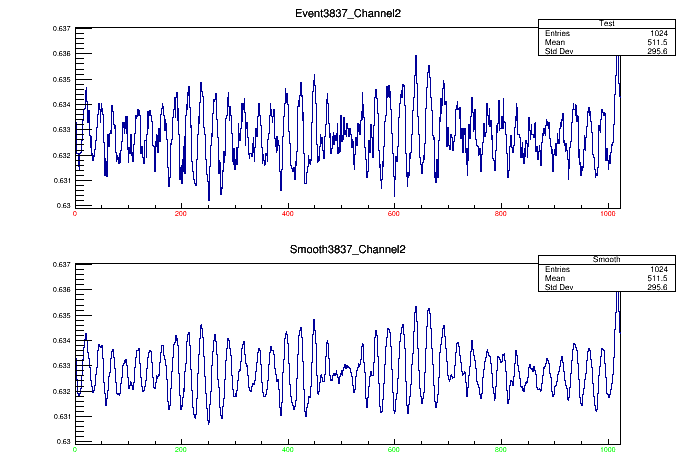 Event3837_Channel2
Test
Entries 1024
Mean 511.5
Std Dev 295.6
0.637
0.636
0.635
0.634
0.633
0.632
0.631
0.63
0 200 400 600 800 1000
Smooth3837_Channel2
Smooth
Entries 1024
Mean 511.5
Std Dev 295.6
0.637
0.636
0.635
0.634
0.633
0.632
0.631
0.63
0 200 400 600 800 1000